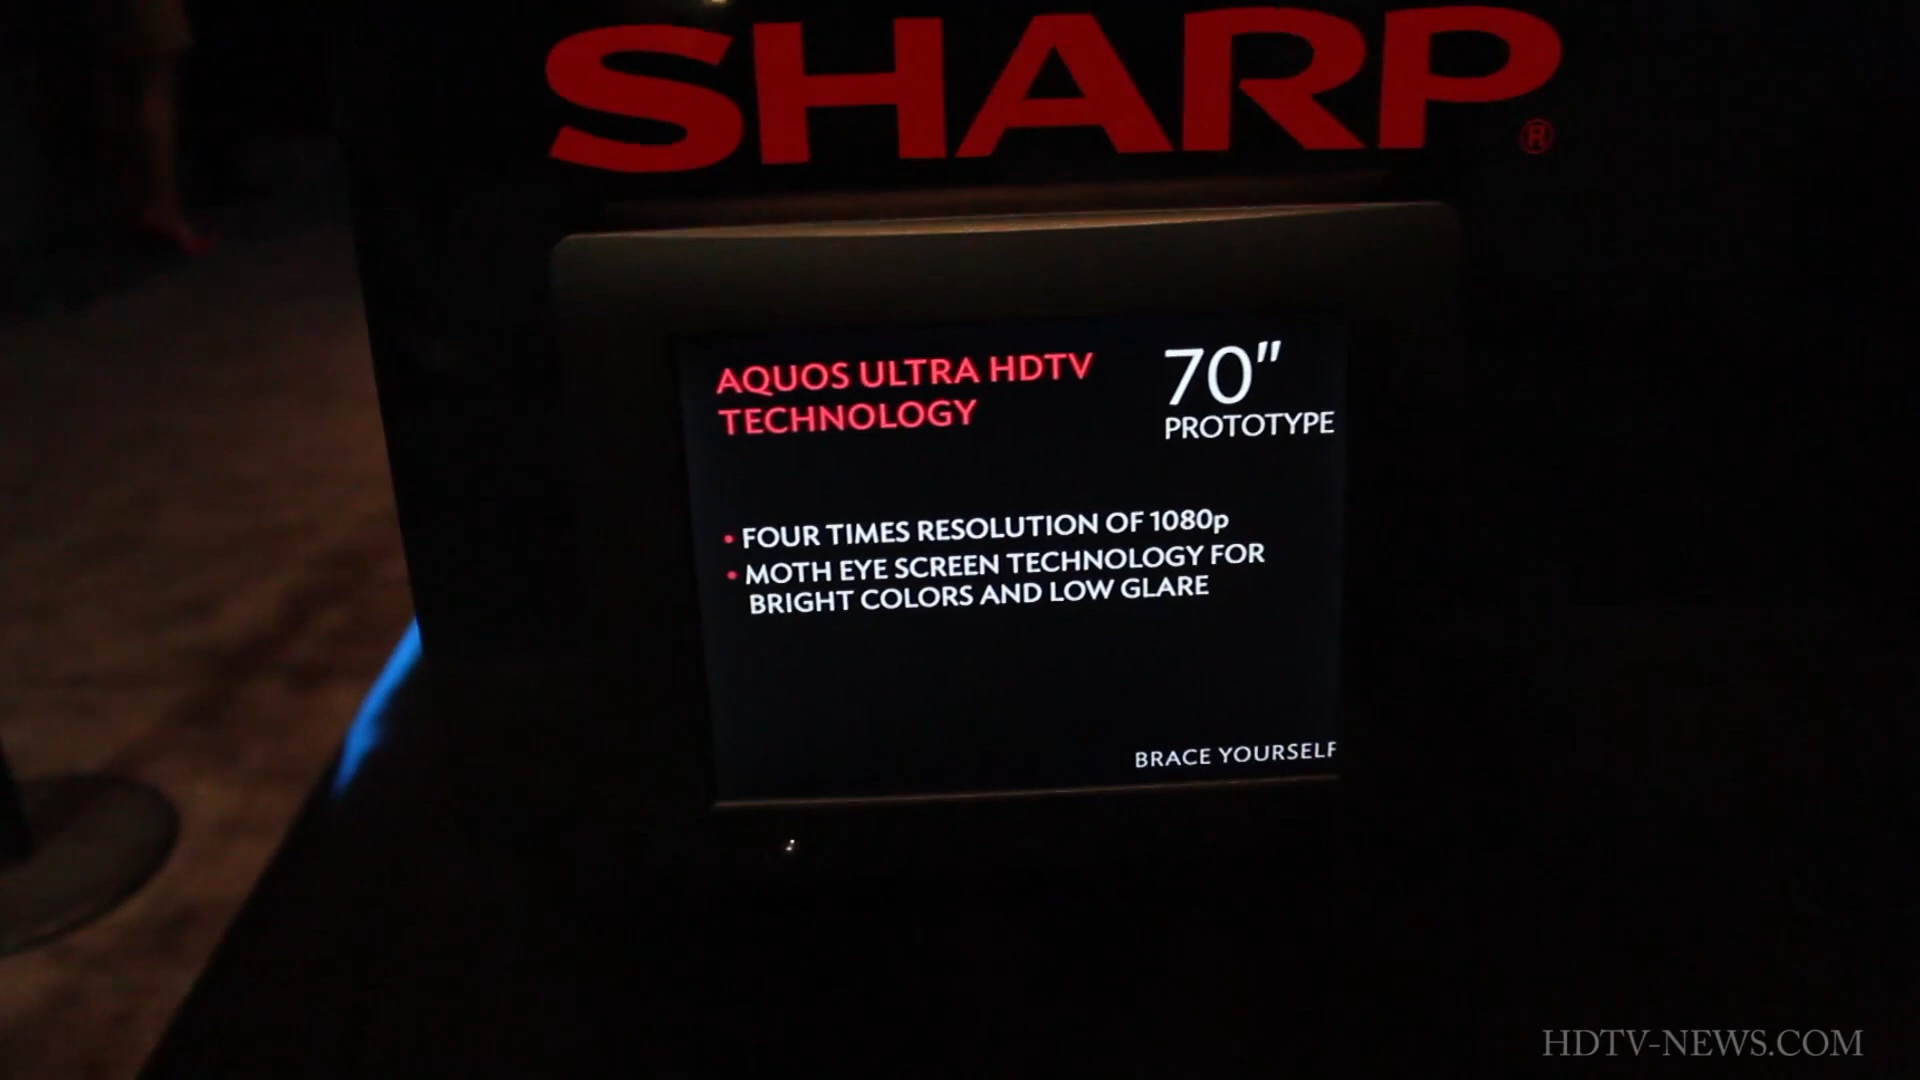 SHARP®
AQUOS ULTRA HDTV
TECHNOLOGY
70"
PROTOTYPE
• FOUR TIMES RESOLUTION OF 1080p
• MOTH EYE SCREEN TECHNOLOGY FOR
BRIGHT COLORS AND LOW GLARE
BRACE YOURSELF
HDTV-NEWS.COM